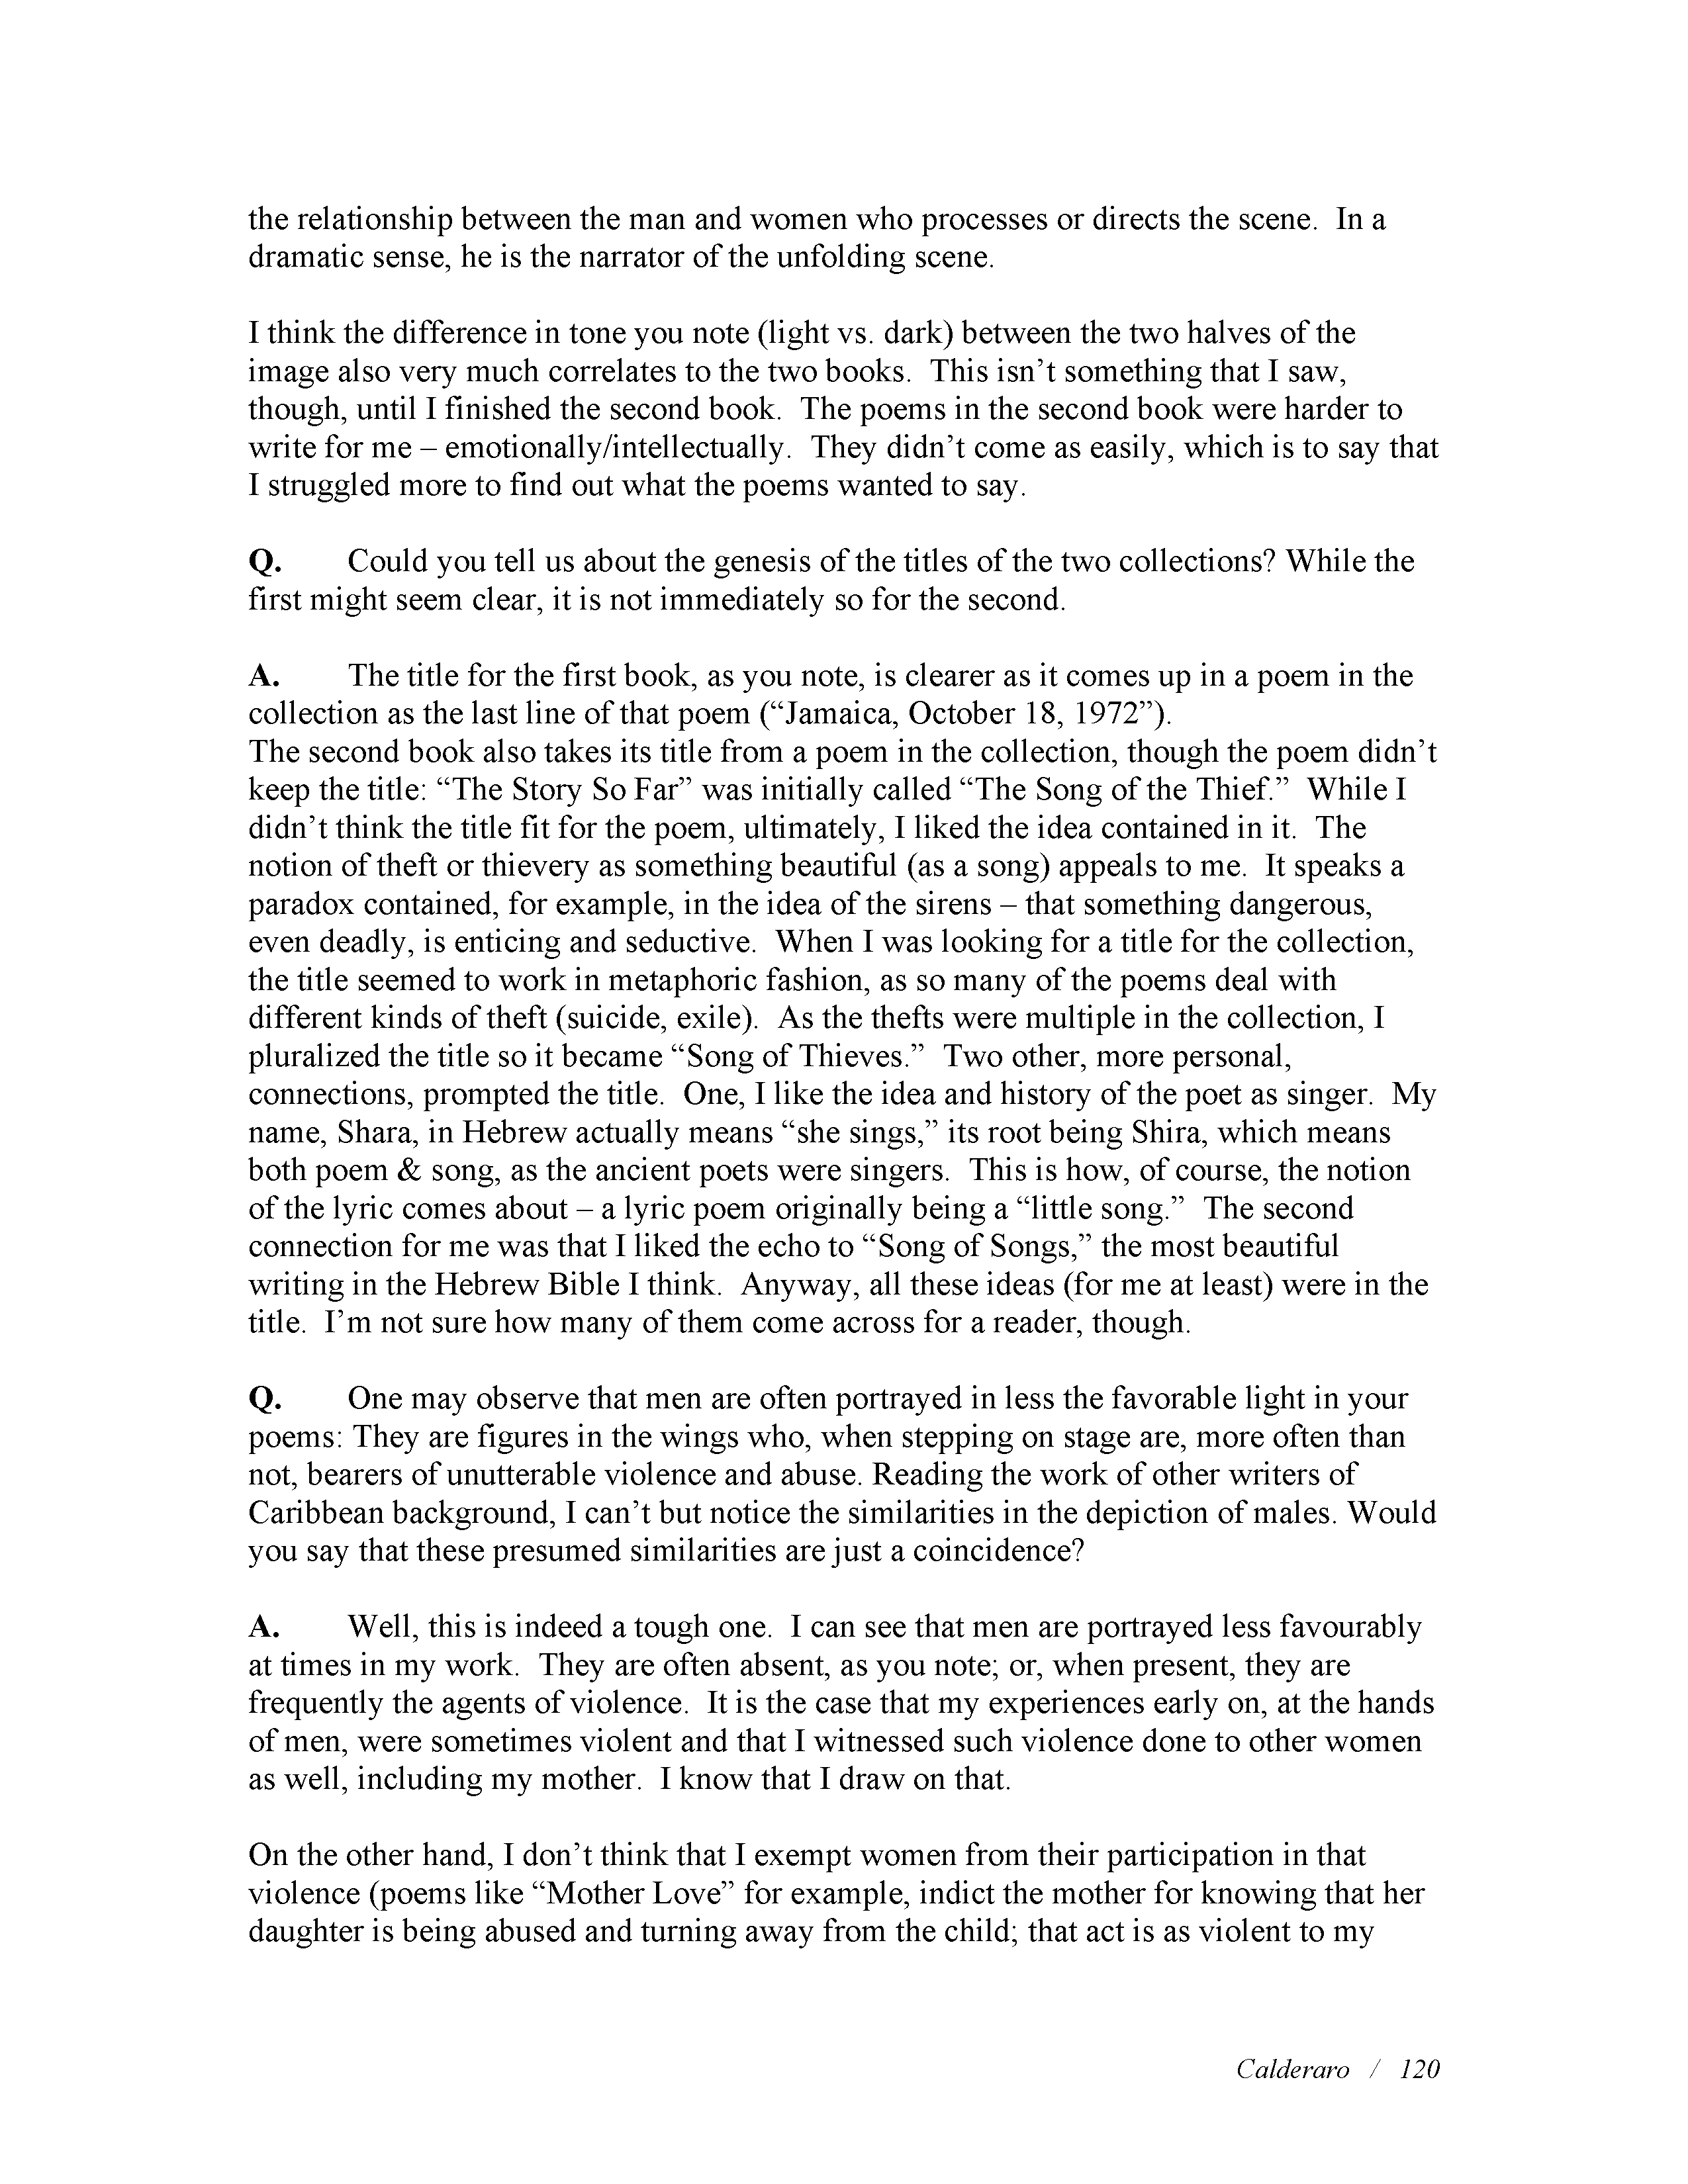 the relationship between the man and women who processes or directs the scene.  In a
dramatic sense, he is the narrator of the unfolding scene.
I think the difference in tone you note (light vs. dark) between the two halves of the
image also very much correlates to the two books.  This isn’t something that I saw,
though, until I finished the second book.  The poems in the second book were harder to
write for me – emotionally/intellectually.  They didn’t come as easily, which is to say that
I struggled more to find out what the poems wanted to say.
Q. Could you tell us about the genesis of the titles of the two collections? While the
first might seem clear, it is not immediately so for the second.
A. The title for the first book, as you note, is clearer as it comes up in a poem in the
collection as the last line of that poem (“Jamaica, October 18, 1972”).
The second book also takes its title from a poem in the collection, though the poem didn’t
keep the title: “The Story So Far” was initially called “The Song of the Thief.”  While I
didn’t think the title fit for the poem, ultimately, I liked the idea contained in it.  The
notion of theft or thievery as something beautiful (as a song) appeals to me.  It speaks a
paradox contained, for example, in the idea of the sirens – that something dangerous,
even deadly, is enticing and seductive.  When I was looking for a title for the collection,
the title seemed to work in metaphoric fashion, as so many of the poems deal with
different kinds of theft (suicide, exile).  As the thefts were multiple in the collection, I
pluralized the title so it became “Song of Thieves.”  Two other, more personal,
connections, prompted the title.  One, I like the idea and history of the poet as singer.  My
name, Shara, in Hebrew actually means “she sings,” its root being Shira, which means
both poem & song, as the ancient poets were singers.  This is how, of course, the notion
of the lyric comes about – a lyric poem originally being a “little song.”  The second
connection for me was that I liked the echo to “Song of Songs,” the most beautiful
writing in the Hebrew Bible I think.  Anyway, all these ideas (for me at least) were in the
title.  I’m not sure how many of them come across for a reader, though.
Q. One may observe that men are often portrayed in less the favorable light in your
poems: They are figures in the wings who, when stepping on stage are, more often than
not, bearers of unutterable violence and abuse. Reading the work of other writers of
Caribbean background, I can’t but notice the similarities in the depiction of males. Would
you say that these presumed similarities are just a coincidence?
A. Well, this is indeed a tough one.  I can see that men are portrayed less favourably
at times in my work.  They are often absent, as you note; or, when present, they are
frequently the agents of violence.  It is the case that my experiences early on, at the hands
of men, were sometimes violent and that I witnessed such violence done to other women
as well, including my mother.  I know that I draw on that.
On the other hand, I don’t think that I exempt women from their participation in that
violence (poems like “Mother Love” for example, indict the mother for knowing that her
daughter is being abused and turning away from the child; that act is as violent to my
Calderaro / 120